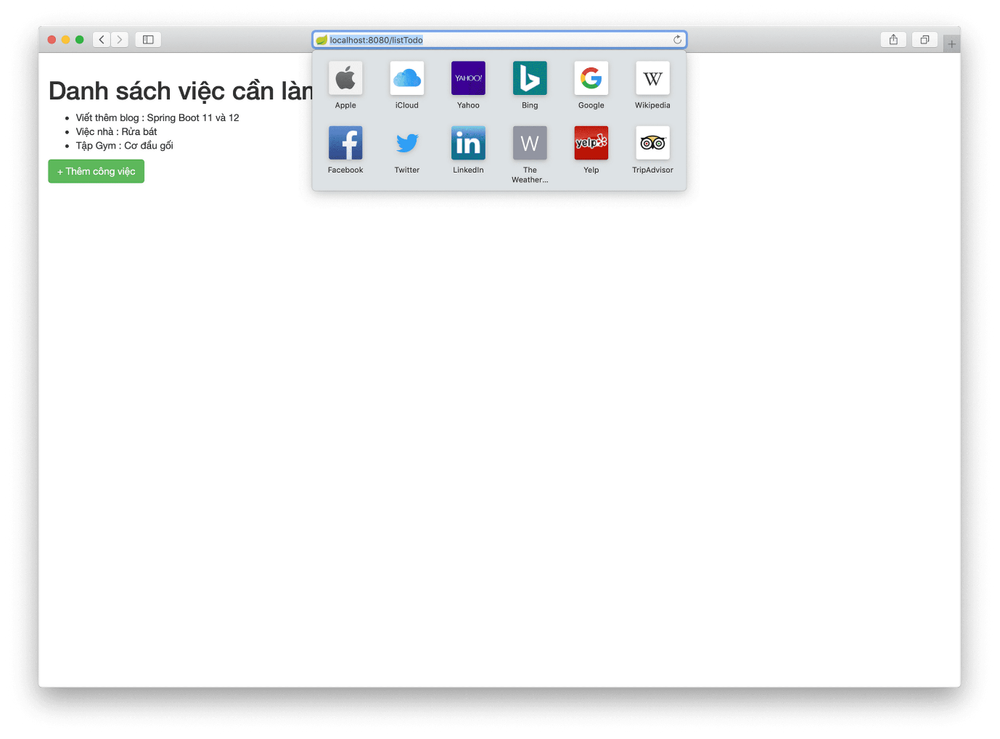 localhost:8080/listTodo
Danh sách việc cần làm
Viết thêm blog : Spring Boot 11 và 12
Việc nhà : Rửa bát
Tập Gym : Cơ đầu gối
+ Thêm công việc
YAHOO!
W
Apple
iCloud
Yahoo
Bing
Google
Wikipedia
in
W
yelp
Facebook
Twitter
LinkedIn
The
Weather...
Yelp
TripAdvisor